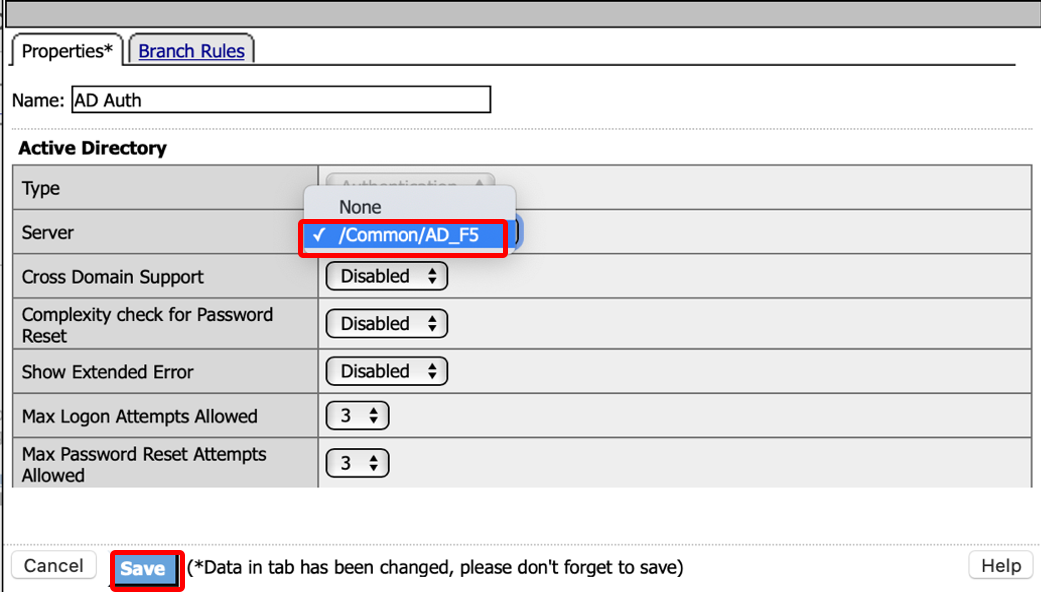 Properties* Branch Rules
Name: AD Auth
Active Directory
Type Authentication
None
Server ✓ /Common/AD_F5
Cross Domain Support Disabled
Complexity check for Password
Reset Disabled
Show Extended Error Disabled
Max Logon Attempts Allowed 3
Max Password Reset Attempts
Allowed 3
Cancel Save (*Data in tab has been changed, please don't forget to save) Help